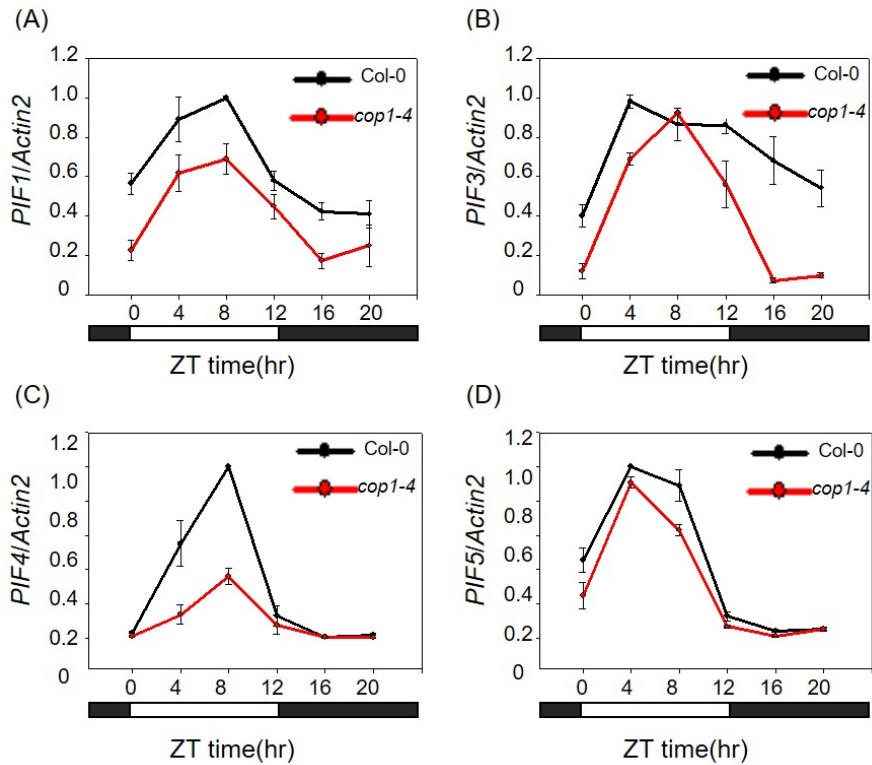 (A)
PIF1/Actin2
1.2
1.0
0.8
0.6
0.4
0.2
0
Col-0
cop1-4
0 4 8 12 16 20
ZT time(hr)
(B)
PIF3/Actin2
1.2
1.0
0.8
0.6
0.4
0.2
0
Col-0
cop1-4
0 4 8 12 16 20
ZT time(hr)
(C)
PIF4/Actin2
1.2
1.0
0.8
0.6
0.4
0.2
0
Col-0
cop1-4
0 4 8 12 16 20
ZT time(hr)
(D)
PIF5/Actin2
1.2
1.0
0.8
0.6
0.4
0.2
0
Col-0
cop1-4
0 4 8 12 16 20
ZT time(hr)